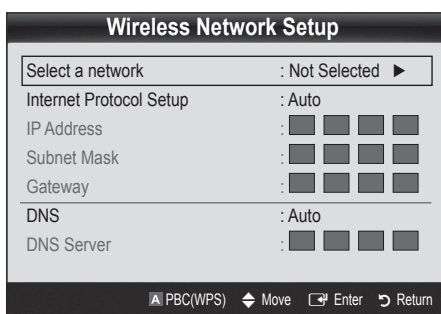 Wireless Network Setup
Select a network : Not Selected ▶
Internet Protocol Setup : Auto
IP Address :
Subnet Mask :
Gateway :
DNS : Auto
DNS Server :
A PBC(WPS) Move Enter Return